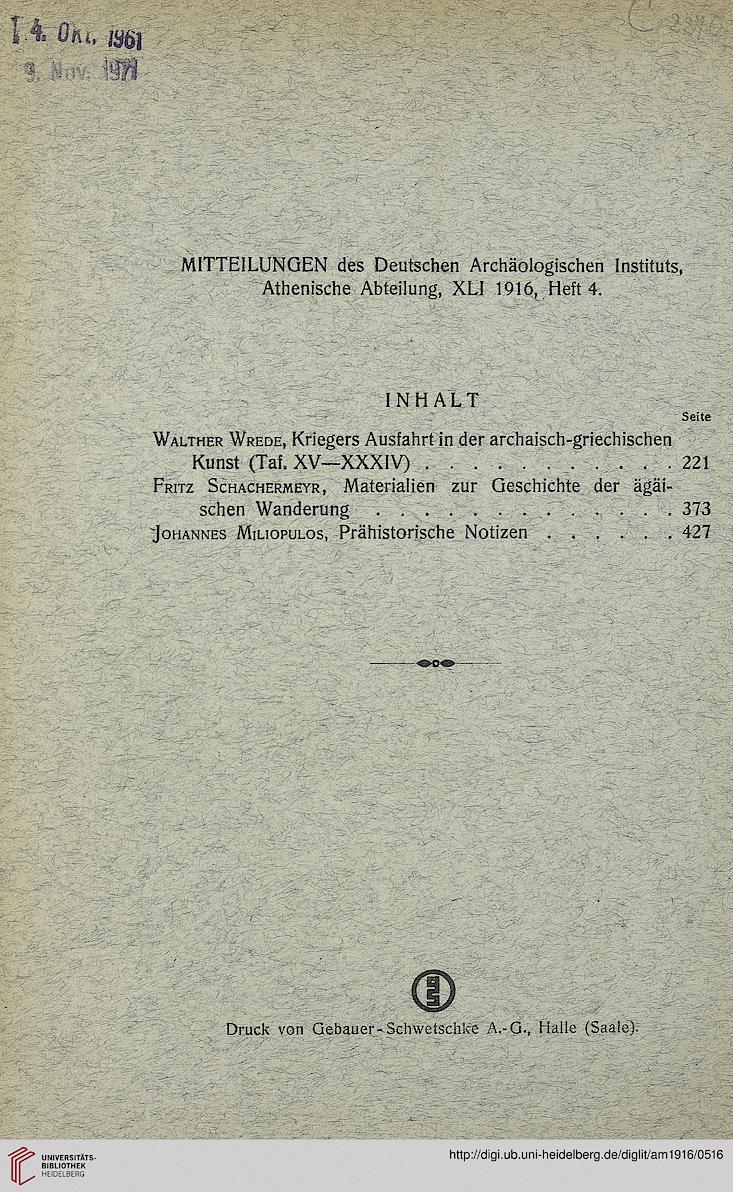 4. Okt. 1961
9. Nov. 1971
MITTEILUNGEN des Deutschen Archäologischen Instituts,
Athenische Abteilung, XLI 1916, Heft 4.
INHALT
Seite
WALTHER WREDE, Kriegers Ausfahrt in der archaisch-griechischen
Kunst (Taf. XV—XXXIV) . . . . . . . . . . . 221
FRITZ SCHACHERMEYR, Materialien zur Geschichte der ägäi-
schen Wanderung . . . . . . . . . . . . . 373
JOHANNES MILIOPULOS, Prähistorische Notizen . . . . . . 427
Druck von Gebauer-Schwetschke A.-G., Halle (Saale).
UNIVERSITÄTS-
BIBLIOTHEK
HEIDELBERG
http://digi.ub.uni-heidelberg.de/diglit/am1916/0516